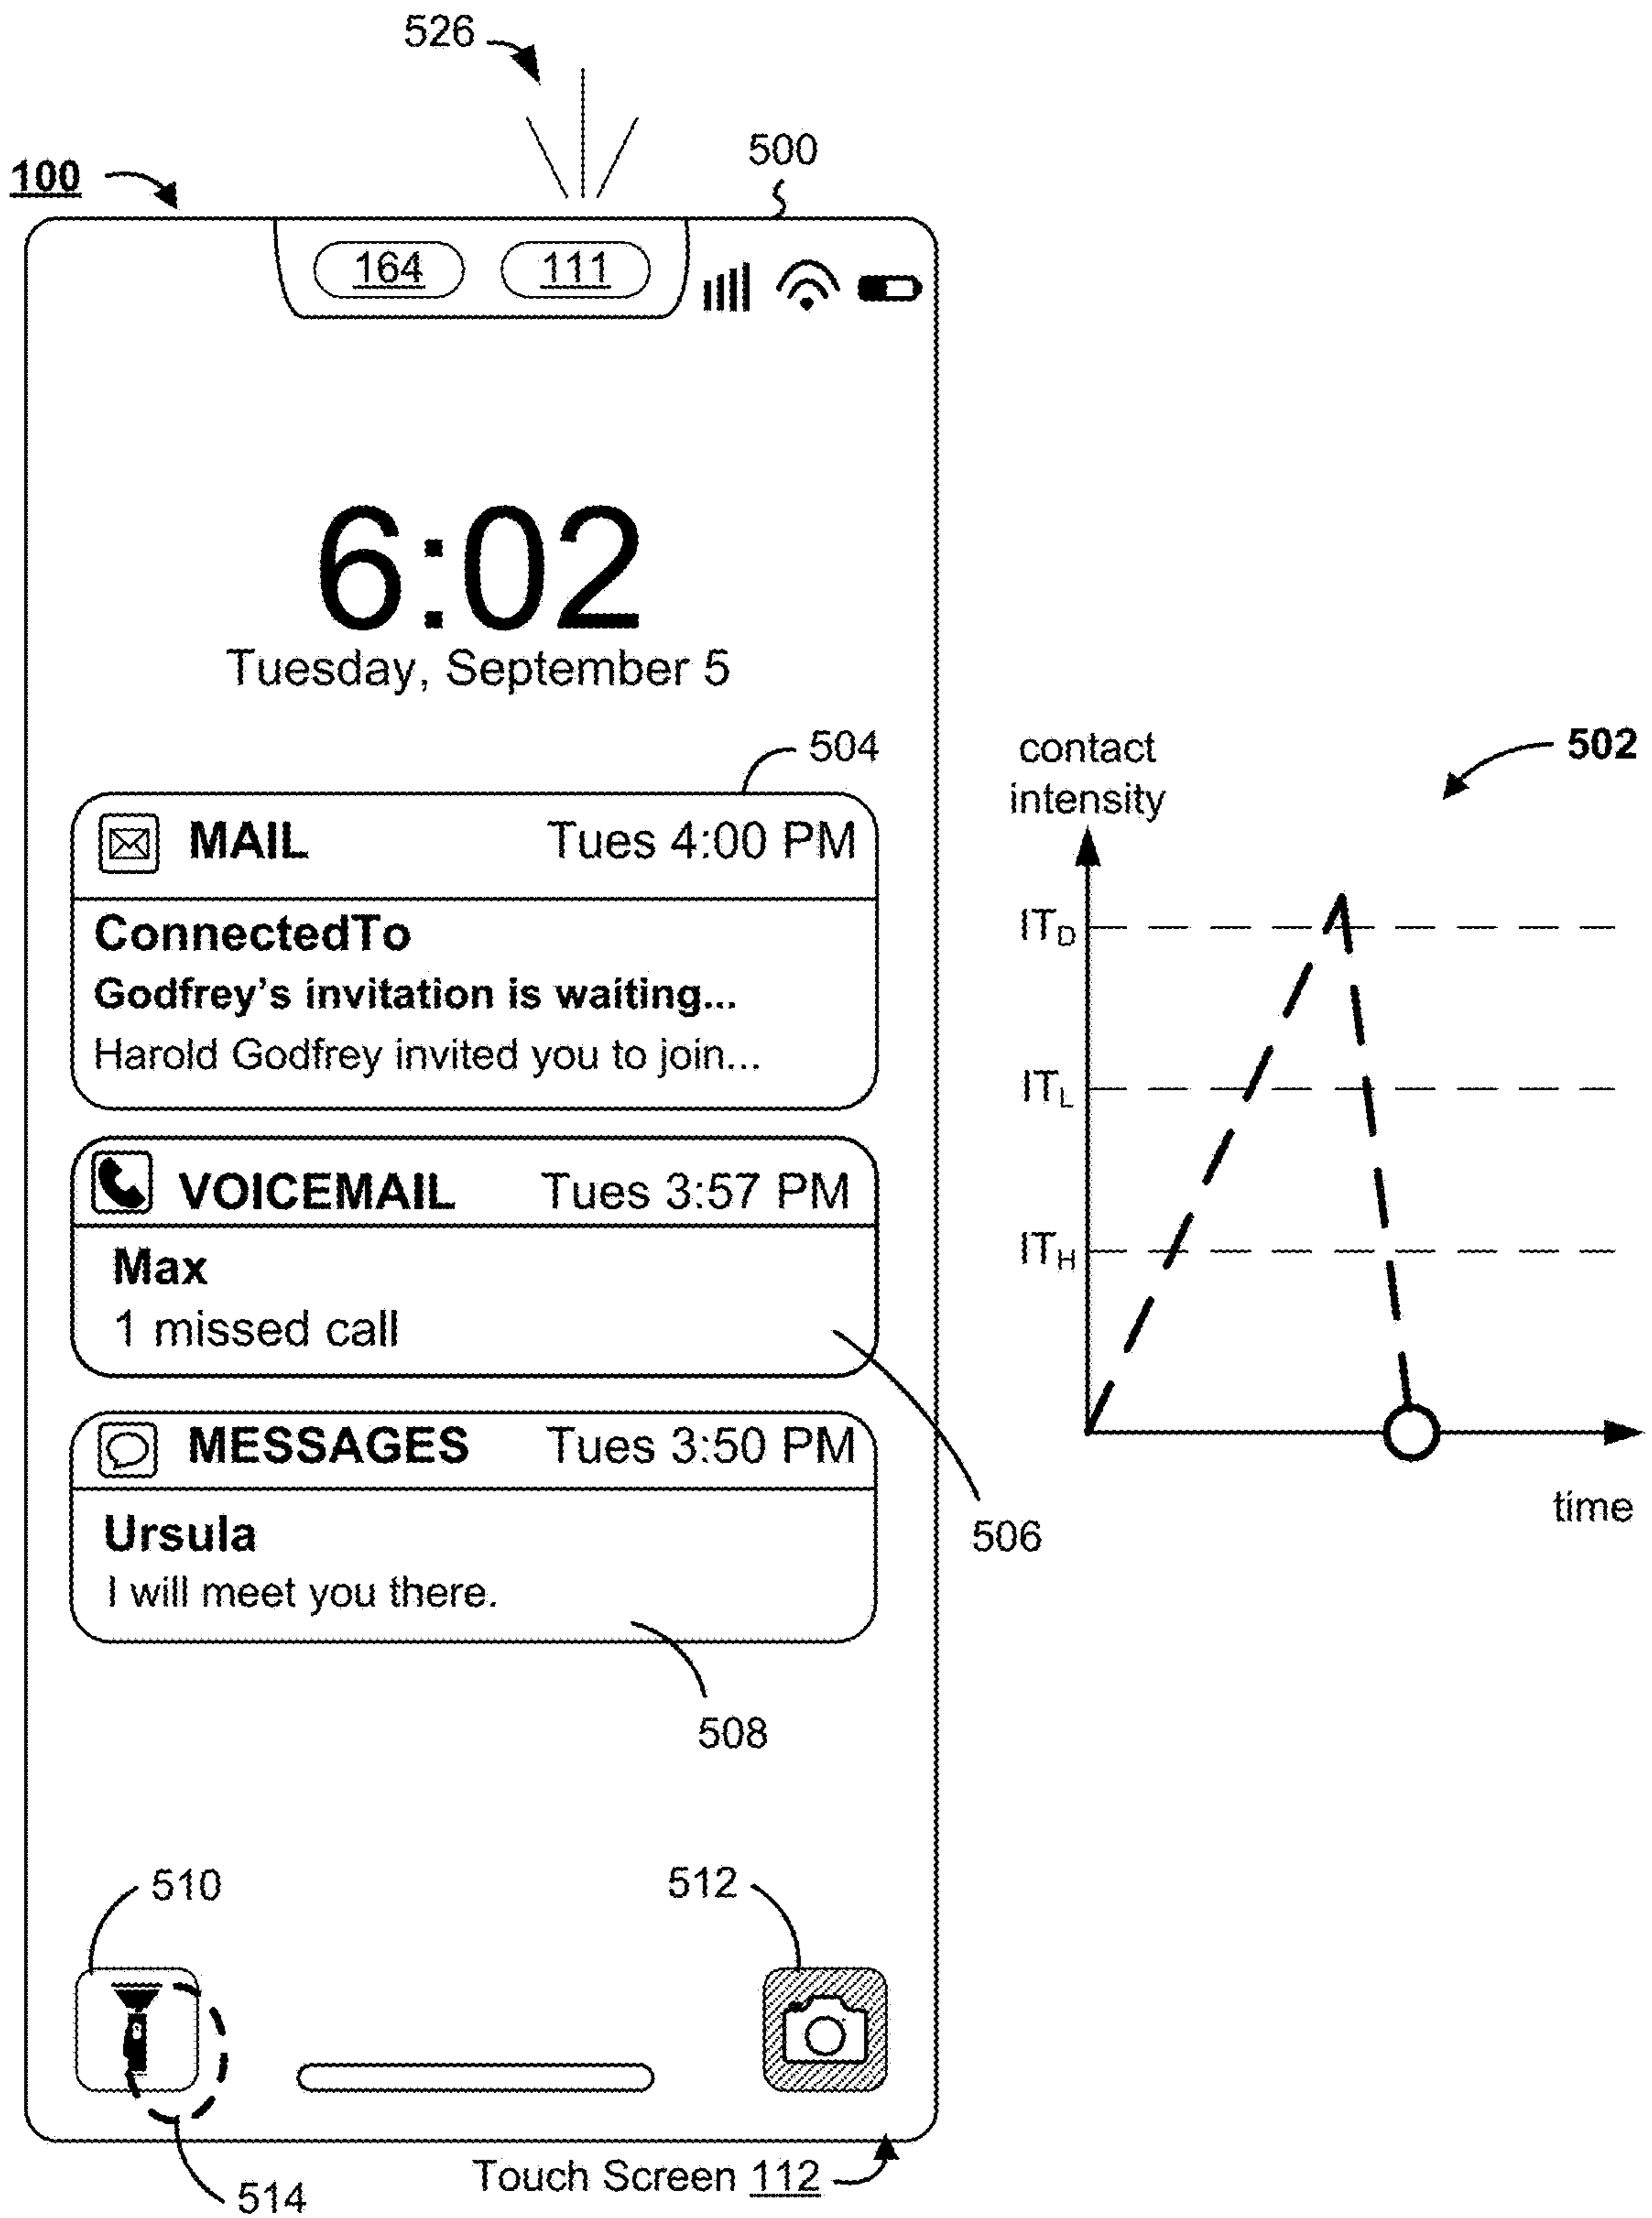 526
500
100
164
111
6:02
Tuesday, September 5
504
MAIL Tues 4:00 PM
ConnectedTo
Godfrey's invitation is waiting...
Harold Godfrey invited you to join...
VOICEMAIL Tues 3:57 PM
Max
1 missed call
506
MESSAGES Tues 3:50 PM
Ursula
I will meet you there.
508
510
512
514
Touch Screen 112
contact
intensity
502
ITD
ITL
ITH
time